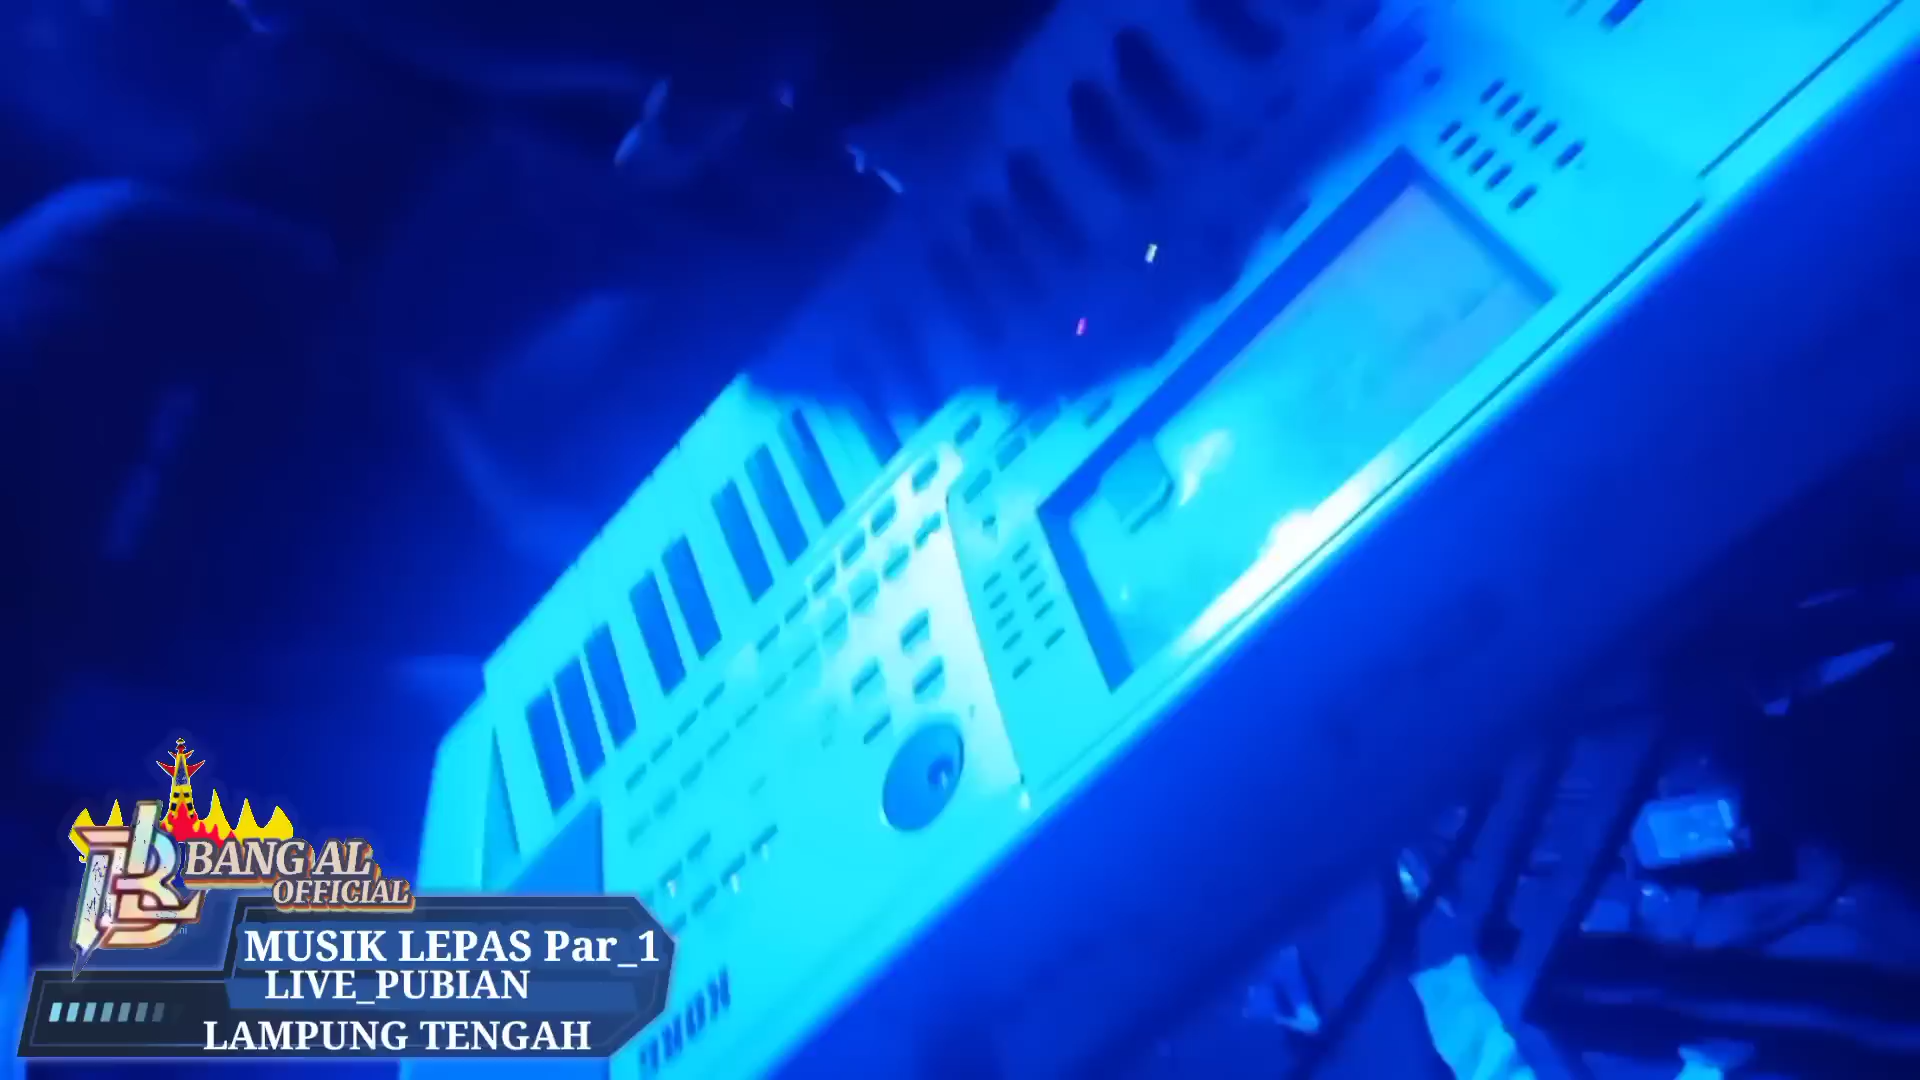 BANG AL
OFFICIAL
MUSIK LEPAS Par_1
LIVE_PUBIAN
LAMPUNG TENGAH